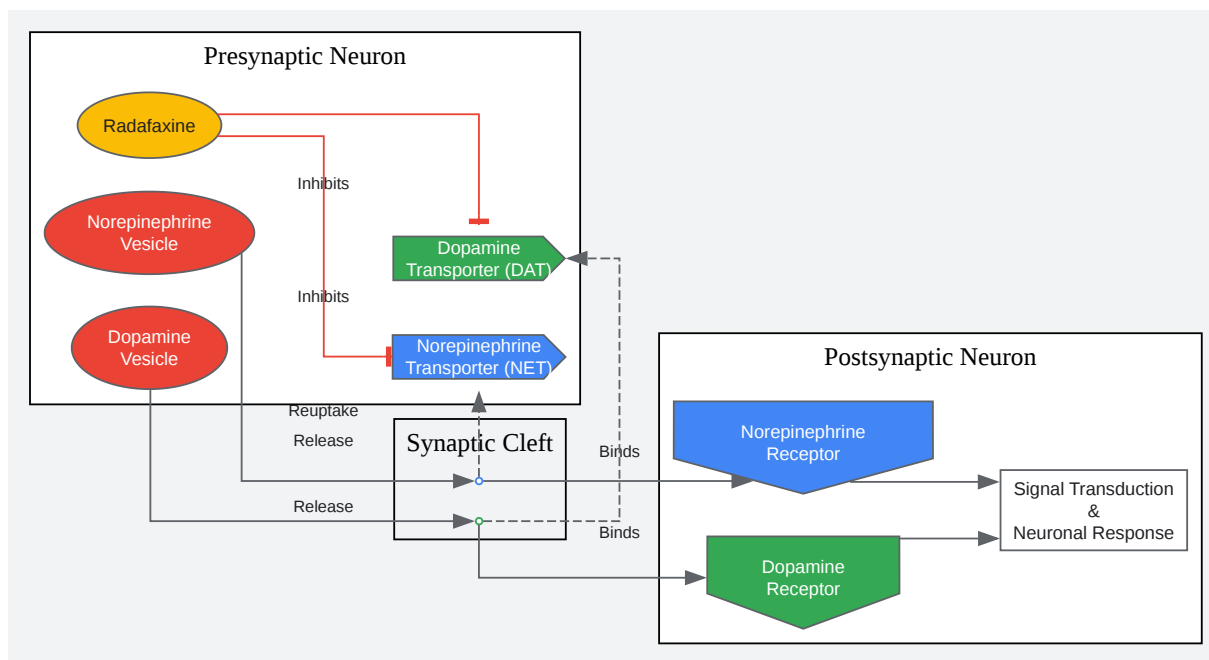 Presynaptic Neuron
Radafaxine
Inhibits
Norepinephrine
Vesicle
Dopamine
Transporter (DAT)
Inhibits
Dopamine
Vesicle
Norepinephrine
Transporter (NET)
Postsynaptic Neuron
Reuptake
Release
Synaptic Cleft
Binds
Norepinephrine
Receptor
Signal Transduction
&
Neuronal Response
Release
Binds
Dopamine
Receptor